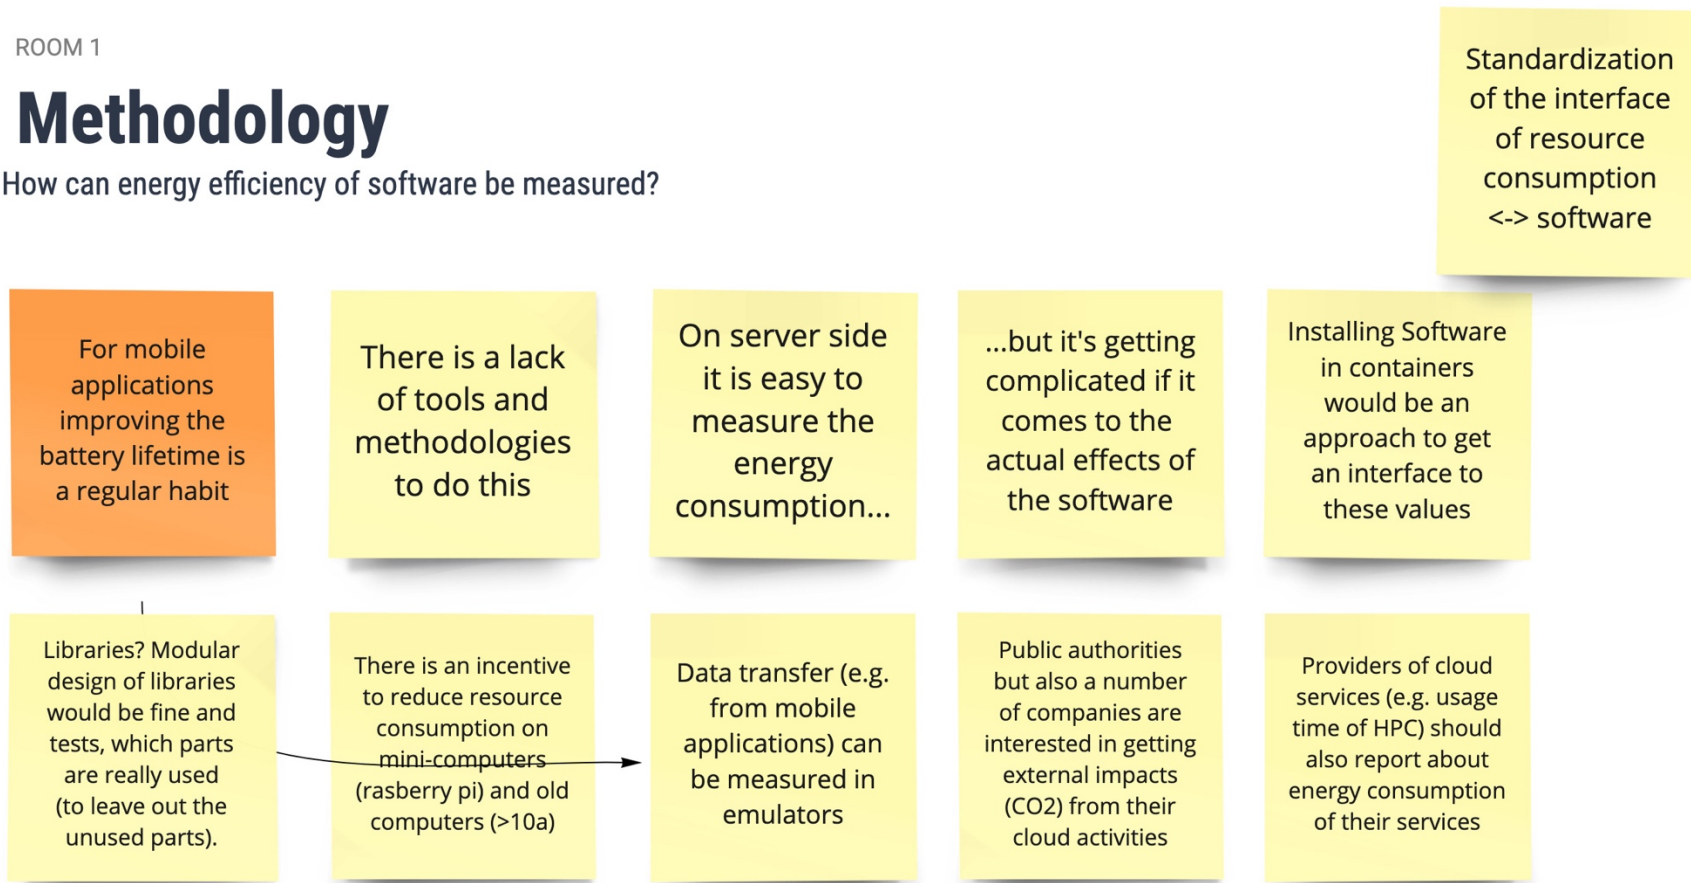 ROOM 1
Methodology
How can energy efficiency of software be measured?
Standardization
of the interface
of resource
consumption
<-> software
For mobile
applications
improving the
battery lifetime is
a regular habit
There is a lack
of tools and
methodologies
to do this
On server side
it is easy to
measure the
energy
consumption...
...but it's getting
complicated if it
comes to the
actual effects of
the software
Installing Software
in containers
would be an
approach to get
an interface to
these values
Libraries? Modular
design of libraries
would be fine and
tests, which parts
are really used
(to leave out the
unused parts).
There is an incentive
to reduce resource
consumption on
mini-computers
(rasberry pi) and old
computers (>10a)
Data transfer (e.g.
from mobile
applications) can
be measured in
emulators
Public authorities
but also a number
of companies are
interested in getting
external impacts
(CO2) from their
cloud activities
Providers of cloud
services (e.g. usage
time of HPC) should
also report about
energy consumption
of their services